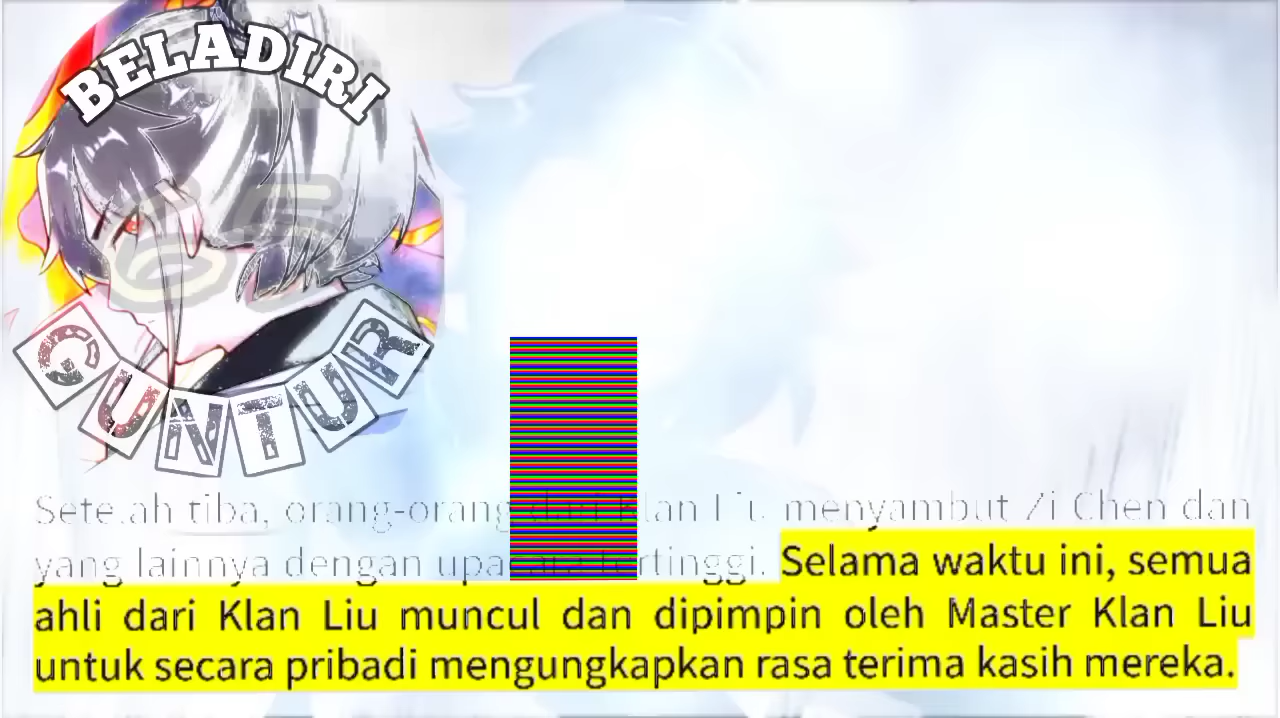 BELADIRI
65
GUNTUR
Setelah tiba, orang-orang dari Klan Liu menyambut Zi Chen dan
yang lainnya dengan upacara tertinggi. Selama waktu ini, semua
ahli dari Klan Liu muncul dan dipimpin oleh Master Klan Liu
untuk secara pribadi mengungkapkan rasa terima kasih mereka.